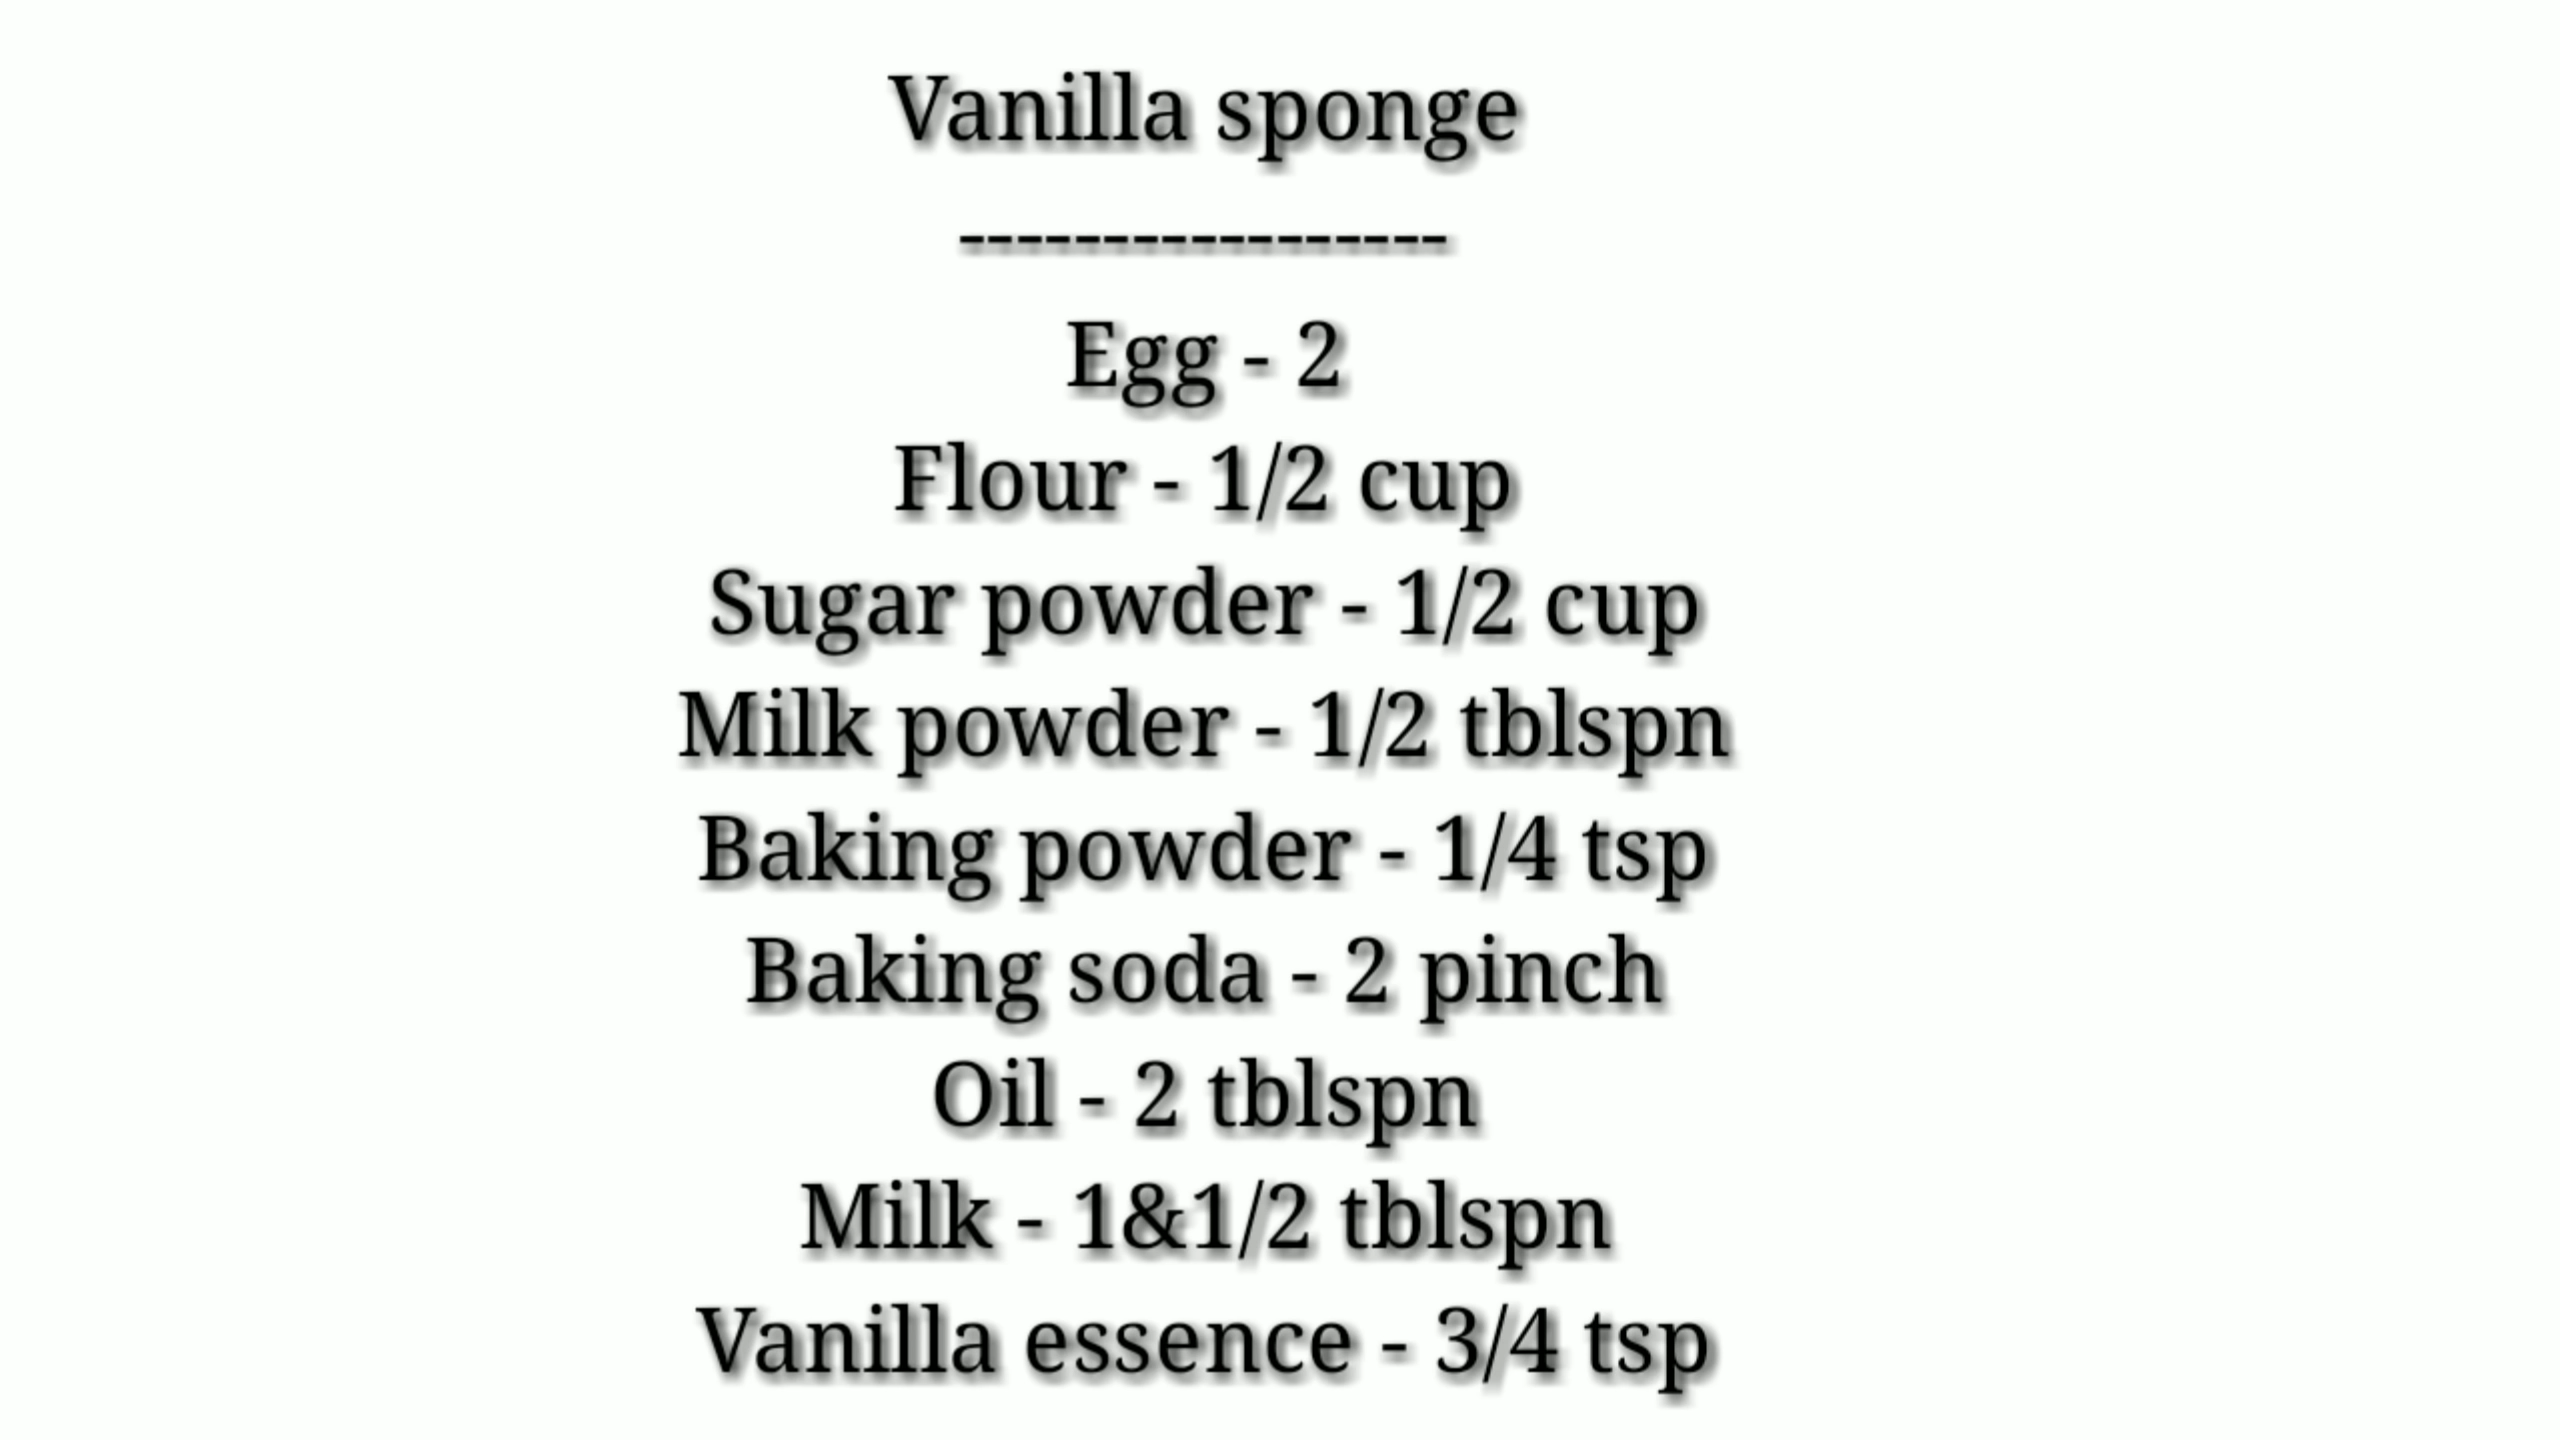 Vanilla sponge
-----------------
Egg - 2
Flour - 1/2 cup
Sugar powder - 1/2 cup
Milk powder - 1/2 tblspn
Baking powder - 1/4 tsp
Baking soda - 2 pinch
Oil - 2 tblspn
Milk - 1&1/2 tblspn
Vanilla essence - 3/4 tsp